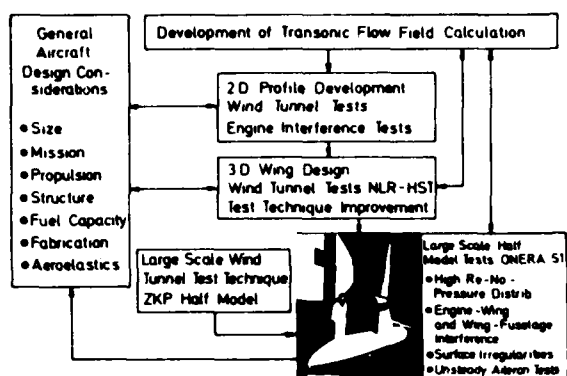 General
Aircraft
Design Con-
siderations
• Size
• Mission
• Propulsion
• Structure
• Fuel Capacity
• Fabrication
• Aeroelastics
Development of Transonic Flow Field Calculation
2D Profile Development
Wind Tunnel Tests
Engine Interference Tests
3D Wing Design
Wind Tunnel Tests NLR-HST
Test Technique Improvement
Large Scale Wind
Tunnel Test Technique
ZKP Half Model
Large Scale Half
Model Tests ONERA S1
• High Re-No-
Pressure Distrib
• Engine-Wing
and Wing-Fuselage
Interference
• Surface Irregularities
• Unsteady Aileron Tests